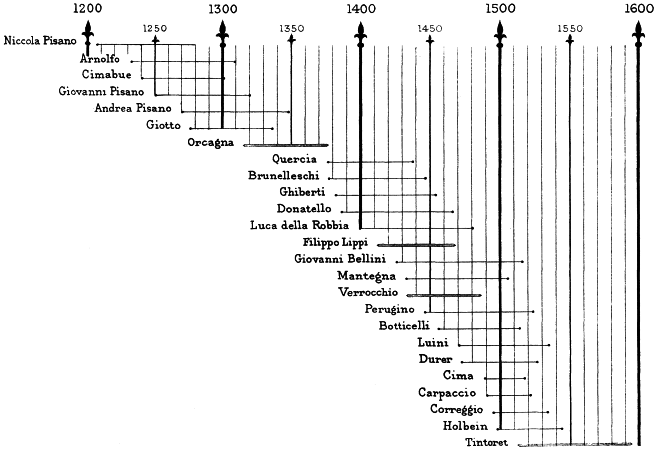 1200 1300 1400 1500 1600
1250 1350 1450 1550
Niccola Pisano
Arnolfo
Cimabue
Giovanni Pisano
Andrea Pisano
Giotto
Orcagna
Quercia
Brunelleschi
Ghiberti
Donatello
Luca della Robbia
Filippo Lippi
Giovanni Bellini
Mantegna
Verrocchio
Perugino
Botticelli
Luini
Durer
Cima
Carpaccio
Correggio
Holbein
Tintoret